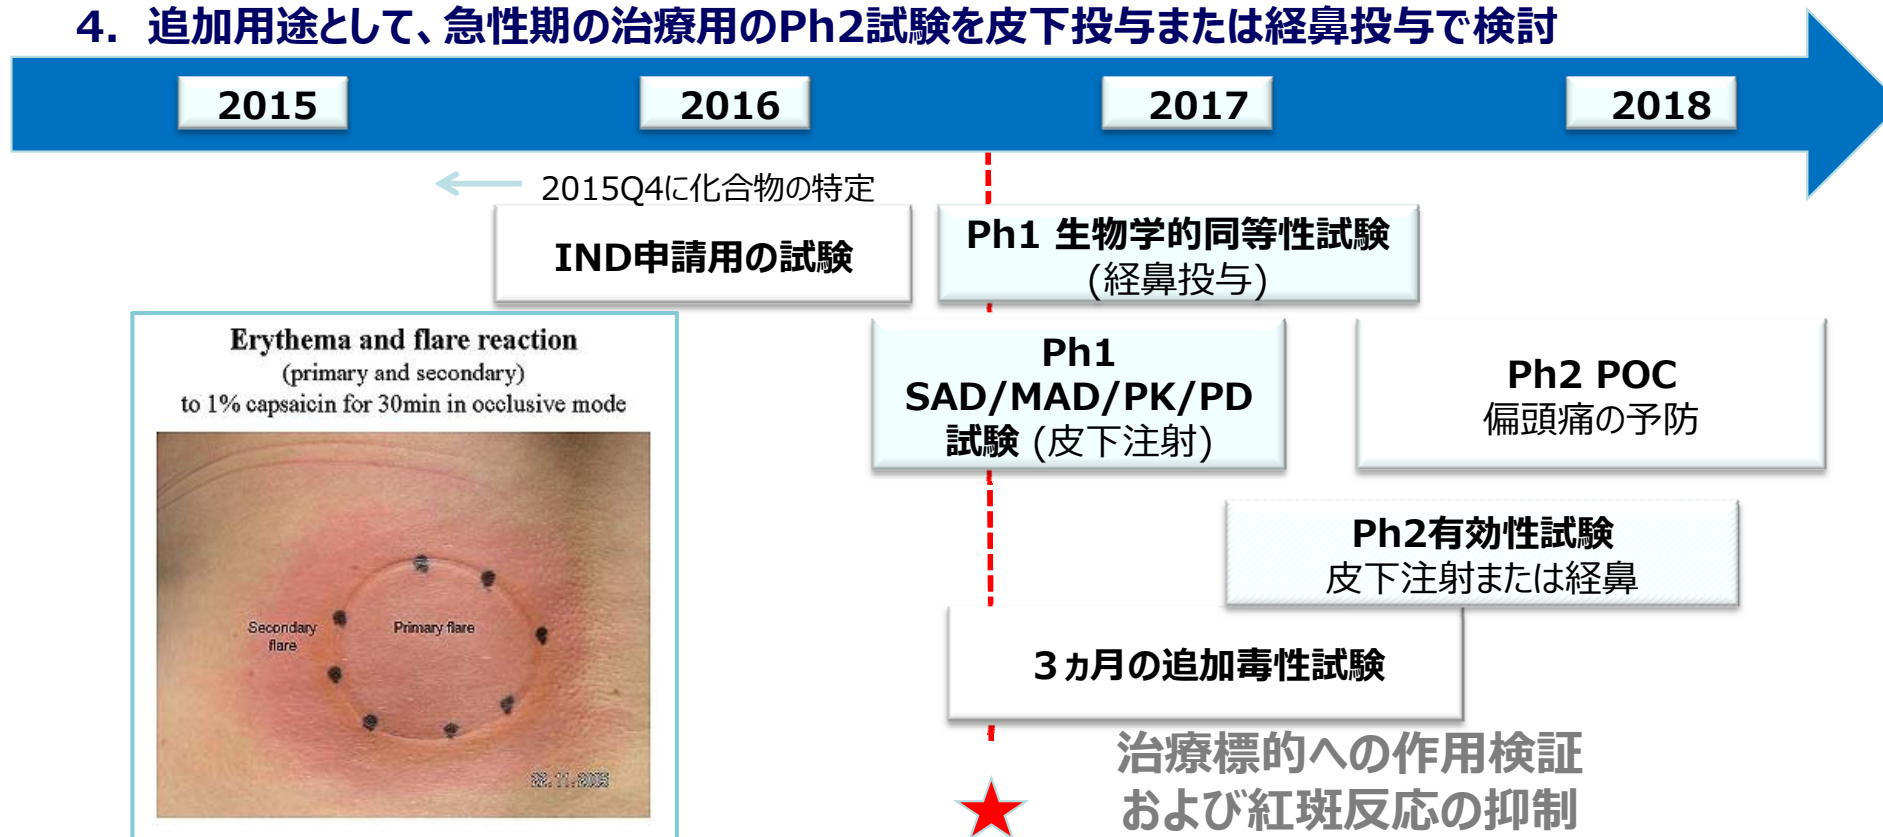 4. 追加用途として、急性期の治療用のPh2試験を皮下投与または経鼻投与で検討
2015
2016
2017
2018
2015Q4に化合物の特定
IND申請用の試験
Ph1 生物学的同等性試験
(経鼻投与)
Erythema and flare reaction
(primary and secondary)
to 1% capsaicin for 30min in occlusive mode
Ph1
SAD/MAD/PK/PD
試験 (皮下注射)
Ph2 POC
偏頭痛の予防
Ph2有効性試験
皮下注射または経鼻
Secondary
flare
Primary flare
3ヵ月の追加毒性試験
治療標的への作用検証
および紅斑反応の抑制